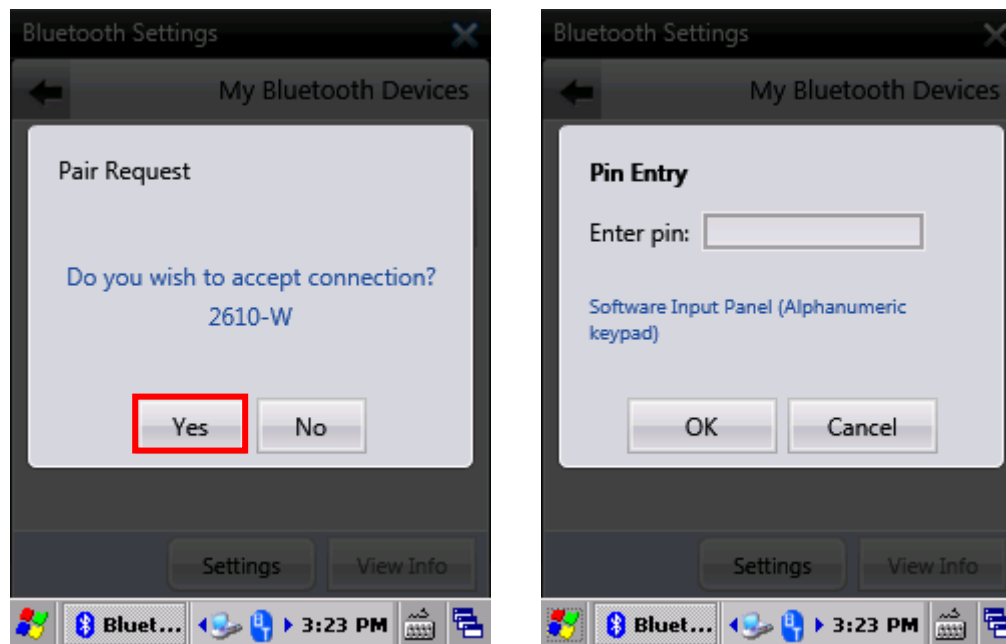 Bluetooth Settings
My Bluetooth Devices
Pair Request
Do you wish to accept connection?
2610-W
Yes
No
Settings
View Info
Bluet...
3:23 PM
Bluetooth Settings
My Bluetooth Devices
Pin Entry
Enter pin:
Software Input Panel (Alphanumeric
keypad)
OK
Cancel
Settings
View Info
Bluet...
3:23 PM